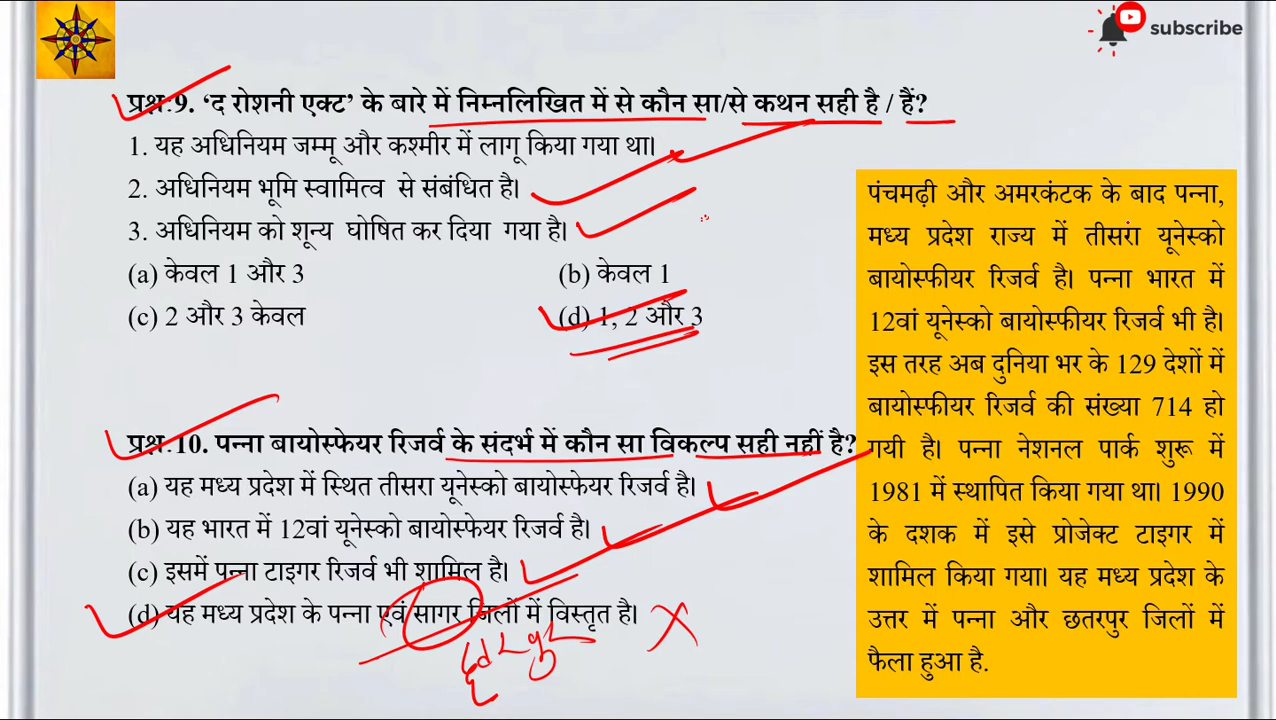 subscribe
प्रश्न:9. ‘द रोशनी एक्ट’ के बारे में निम्नलिखित में से कौन सा/से कथन सही है / हैं?
1. यह अधिनियम जम्मू और कश्मीर में लागू किया गया था।
2. अधिनियम भूमि स्वामित्व से संबंधित है।
3. अधिनियम को शून्य घोषित कर दिया गया है।
(a) केवल 1 और 3 (b) केवल 1
(c) 2 और 3 केवल (d) 1, 2 और 3
प्रश्न:10. पन्ना बायोस्फेयर रिजर्व के संदर्भ में कौन सा विकल्प सही नहीं है?
(a) यह मध्य प्रदेश में स्थित तीसरा यूनेस्को बायोस्फेयर रिजर्व है।
(b) यह भारत में 12वां यूनेस्को बायोस्फेयर रिजर्व है।
(c) इसमें पन्ना टाइगर रिजर्व भी शामिल है।
(d) यह मध्य प्रदेश के पन्ना एवं सागर जिलों में विस्तृत है।
पंचमढ़ी और अमरकंटक के बाद पन्ना,
मध्य प्रदेश राज्य में तीसरा यूनेस्को
बायोस्फीयर रिजर्व है। पन्ना भारत में
12वां यूनेस्को बायोस्फीयर रिजर्व भी है।
इस तरह अब दुनिया भर के 129 देशों में
बायोस्फीयर रिजर्व की संख्या 714 हो
गयी है। पन्ना नेशनल पार्क शुरू में
1981 में स्थापित किया गया था। 1990
के दशक में इसे प्रोजेक्ट टाइगर में
शामिल किया गया। यह मध्य प्रदेश के
उत्तर में पन्ना और छतरपुर जिलों में
फैला हुआ है.